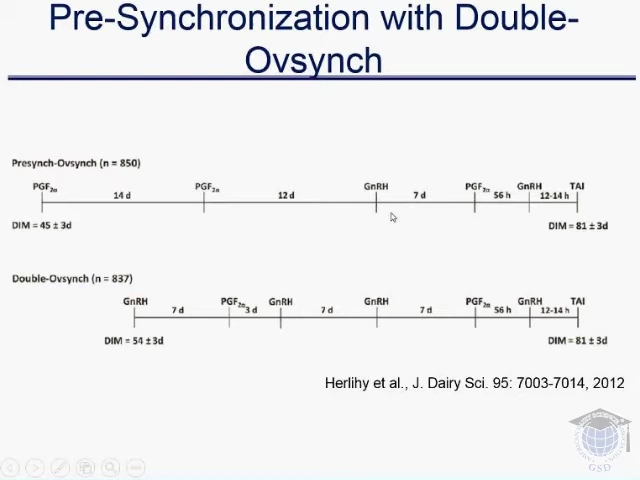 Pre-Synchronization with Double-
Ovsynch
Presynch-Ovsynch (n = 850)
PGF2α PGF2α GnRH PGF2α GnRH TAI
14 d 12 d 7 d 56 h 12-14 h
DIM = 45 ± 3d DIM = 81 ± 3d
Double-Ovsynch (n = 837)
GnRH PGF2α GnRH GnRH PGF2α GnRH TAI
7 d 3 d 7 d 7 d 56 h 12-14 h
DIM = 54 ± 3d DIM = 81 ± 3d
Herlihy et al., J. Dairy Sci. 95: 7003-7014, 2012
GSD